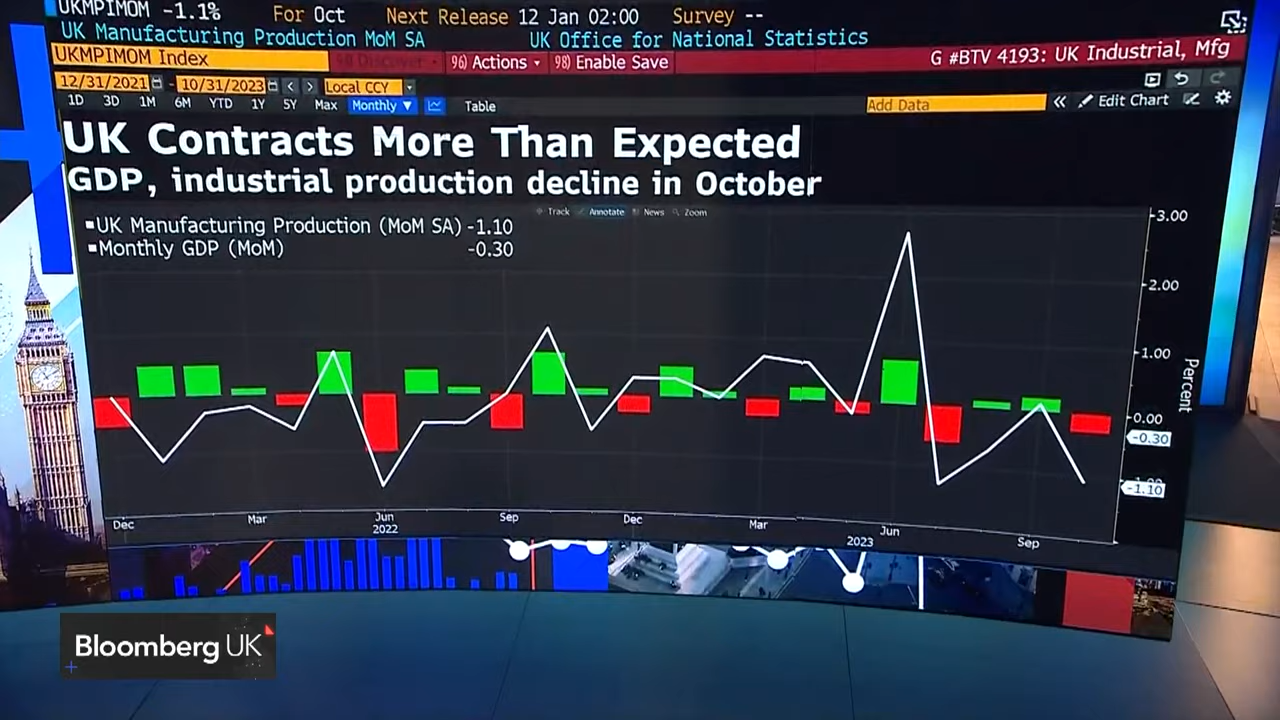 UKMPIMOM -1.1% For Oct Next Release 12 Jan 02:00 Survey --
UK Manufacturing Production MoM SA UK Office for National Statistics
UKMPIMOM Index 96) Actions 98) Enable Save G #BTV 4193: UK Industrial, Mfg
12/31/2021 - 10/31/2023 Local CCY
1D 3D 1M 6M YTD 1Y 5Y Max Monthly ▼ Table Add Data « Edit Chart
UK Contracts More Than Expected
GDP, industrial production decline in October
Track Annotate News Zoom
UK Manufacturing Production (MoM SA) -1.10
Monthly GDP (MoM) -0.30
3.00
2.00
1.00
0.00
-0.30
-1.10
Percent
Dec Mar Jun Sep Dec Mar Jun Sep
2022 2023
Bloomberg UK